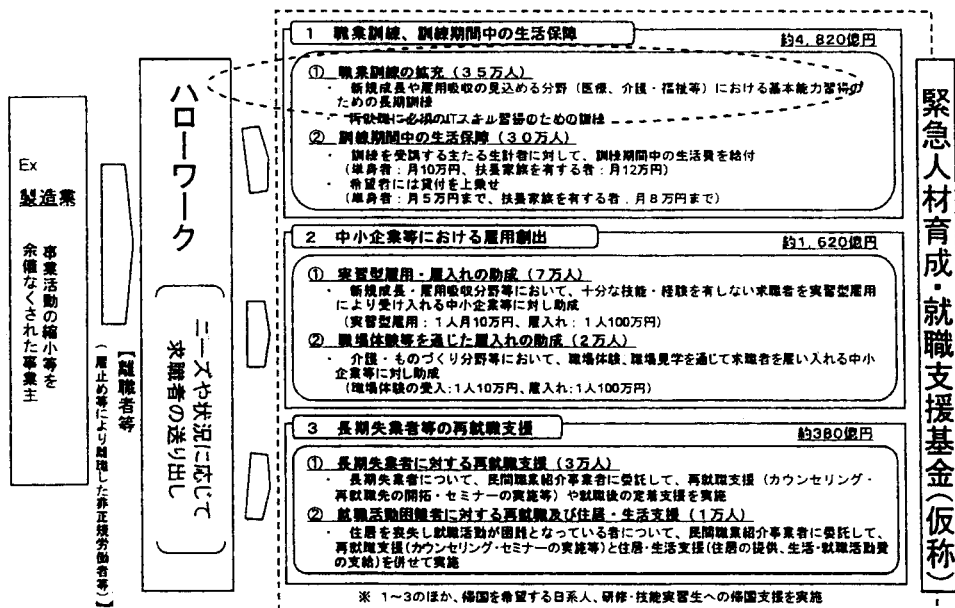 Ex
製造業
事業活動の縮小等を
余儀なくされた事業主
【離職者等
（雇止め等により離職した非正規労働者等）】
ハローワーク
ニーズや状況に応じて
求職者の送り出し
1 職業訓練、訓練期間中の生活保障
約4,820億円
① 職業訓練の拡充（35万人）
・ 新規成長や雇用吸収の見込める分野（医療、介護・福祉等）における基本能力習得の
ための長期訓練
・ 再就職に必須のITスキル習得のための訓練
② 訓練期間中の生活保障（30万人）
・ 訓練を受講する主たる生計者に対して、訓練期間中の生活費を給付
（単身者：月10万円、扶養家族を有する者：月12万円）
・ 希望者には貸付を上乗せ
（単身者：月5万円まで、扶養家族を有する者：月8万円まで）
2 中小企業等における雇用創出
約1,620億円
① 実習型雇用・雇入れの助成（7万人）
・ 新規成長・雇用吸収分野等において、十分な技能・経験を有しない求職者を実習型雇用
により受け入れる中小企業等に対し助成
（実習型雇用：1人月10万円、雇入れ：1人100万円）
② 職場体験等を通じた雇入れの助成（2万人）
・ 介護・ものづくり分野等において、職場体験、職場見学を通じて求職者を雇い入れる中小
企業等に対し助成
（職場体験の受入：1人10万円、雇入れ：1人100万円）
3 長期失業者等の再就職支援
約380億円
① 長期失業者に対する再就職支援（3万人）
・ 長期失業者について、民間職業紹介事業者に委託して、再就職支援（カウンセリング・
再就職先の開拓・セミナーの実施等）や就職後の定着支援を実施
② 就職活動困難者に対する再就職及び住居・生活支援（1万人）
・ 住居を喪失し就職活動が困難となっている者について、民間職業紹介事業者に委託して、
再就職支援（カウンセリング・セミナーの実施等）と住居・生活支援（住居の提供、生活・就職活動費
の支給）を併せて実施
※ 1～3のほか、帰国を希望する日系人、研修・技能実習生への帰国支援を実施
緊急人材育成・就職支援基金（仮称）